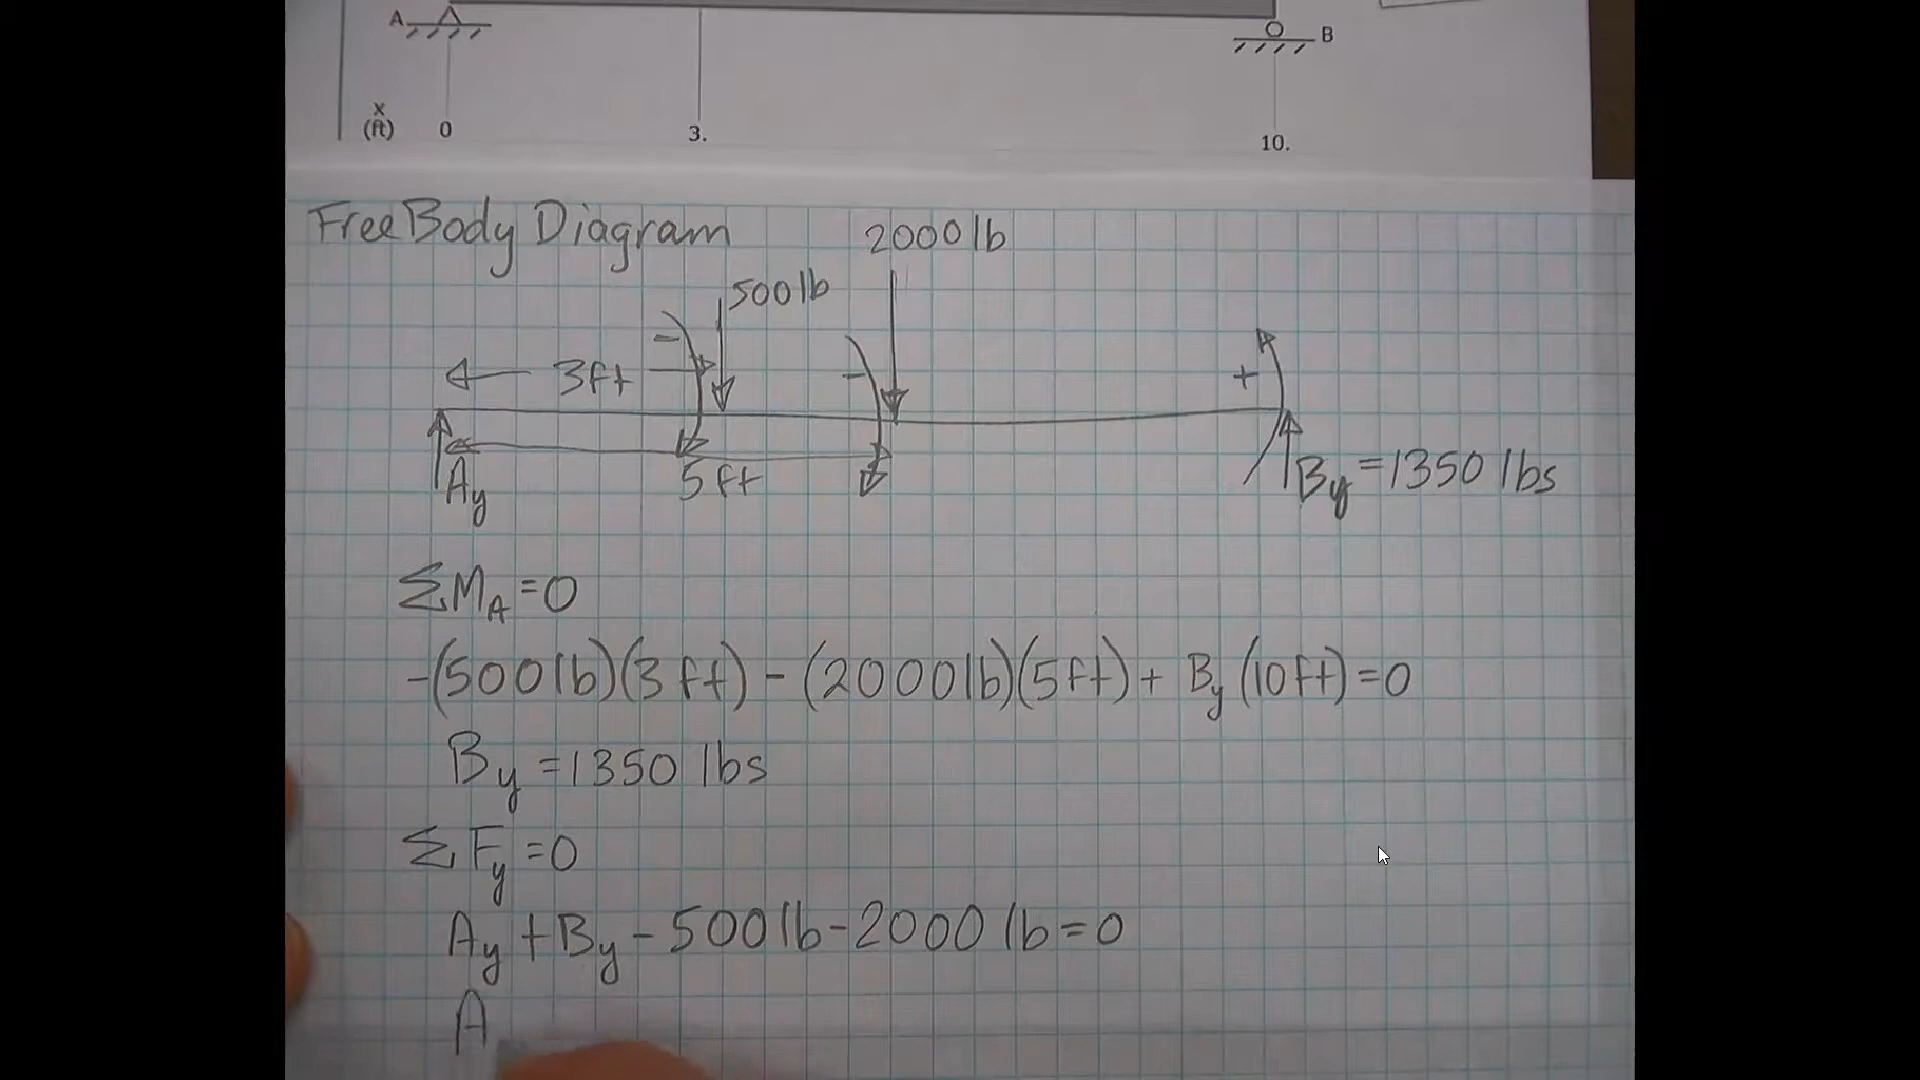 A
B
x
(ft) 0 3. 10.
Free Body Diagram
2000 lb
500 lb
-
-
3ft
+
Ay
5 ft
By = 1350 lbs
ΣMA = 0
-(500 lb)(3 ft) - (2000 lb)(5 ft) + By (10 ft) = 0
By = 1350 lbs
ΣFy = 0
Ay + By - 500 lb - 2000 lb = 0
A